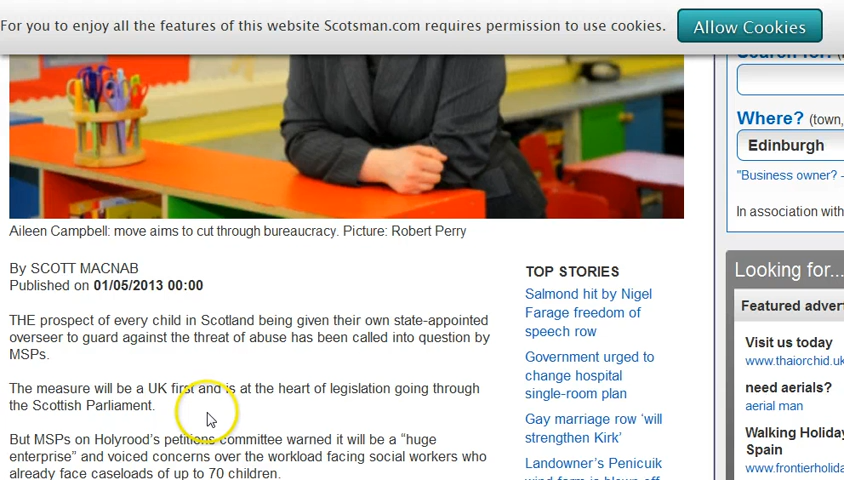 For you to enjoy all the features of this website Scotsman.com requires permission to use cookies.
Allow Cookies
Where? (town,
Edinburgh
"Business owner? -
In association with
Aileen Campbell: move aims to cut through bureaucracy. Picture: Robert Perry
By SCOTT MACNAB
Published on 01/05/2013 00:00
THE prospect of every child in Scotland being given their own state-appointed
overseer to guard against the threat of abuse has been called into question by
MSPs.
The measure will be a UK first and is at the heart of legislation going through
the Scottish Parliament.
But MSPs on Holyrood's petitions committee warned it will be a “huge
enterprise” and voiced concerns over the workload facing social workers who
already face caseloads of up to 70 children.
TOP STORIES
Salmond hit by Nigel
Farage freedom of
speech row
Government urged to
change hospital
single-room plan
Gay marriage row ‘will
strengthen Kirk’
Landowner’s Penicuik
Looking for...
Featured adver
Visit us today
www.thaiorchid.uk
need aerials?
aerial man
Walking Holiday
Spain
www.frontierholida